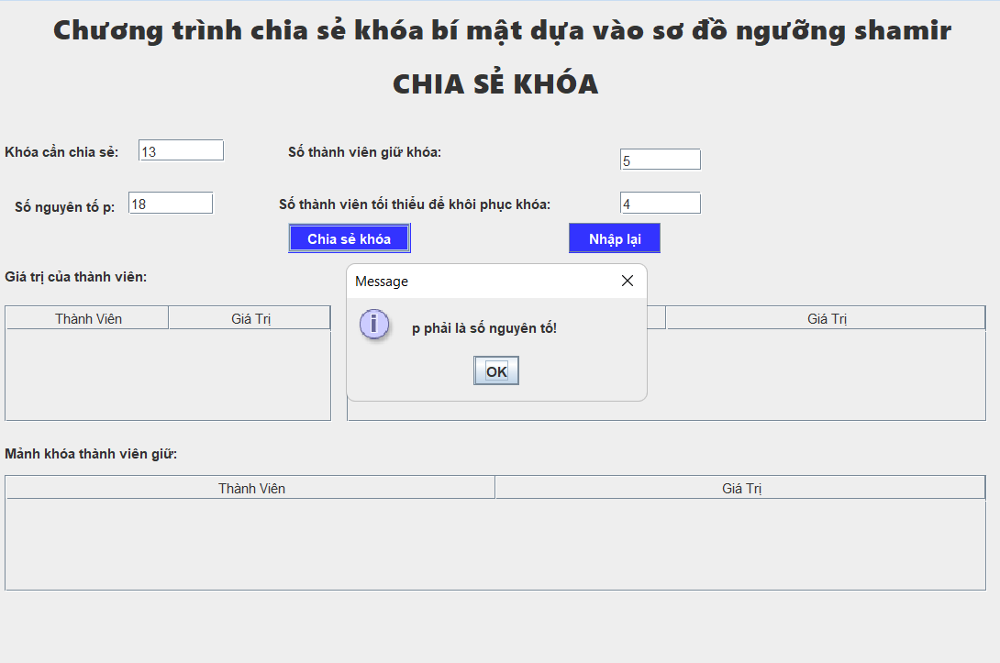 Chương trình chia sẻ khóa bí mật dựa vào sơ đồ ngưỡng shamir
CHIA SẺ KHÓA
Khóa cần chia sẻ: 13 Số thành viên giữ khóa: 5
Số nguyên tố p: 18 Số thành viên tối thiểu để khôi phục khóa: 4
Chia sẻ khóa Nhập lại
Giá trị của thành viên:
Message
Thành Viên Giá Trị Giá Trị
p phải là số nguyên tố!
OK
Mảnh khóa thành viên giữ:
Thành Viên Giá Trị